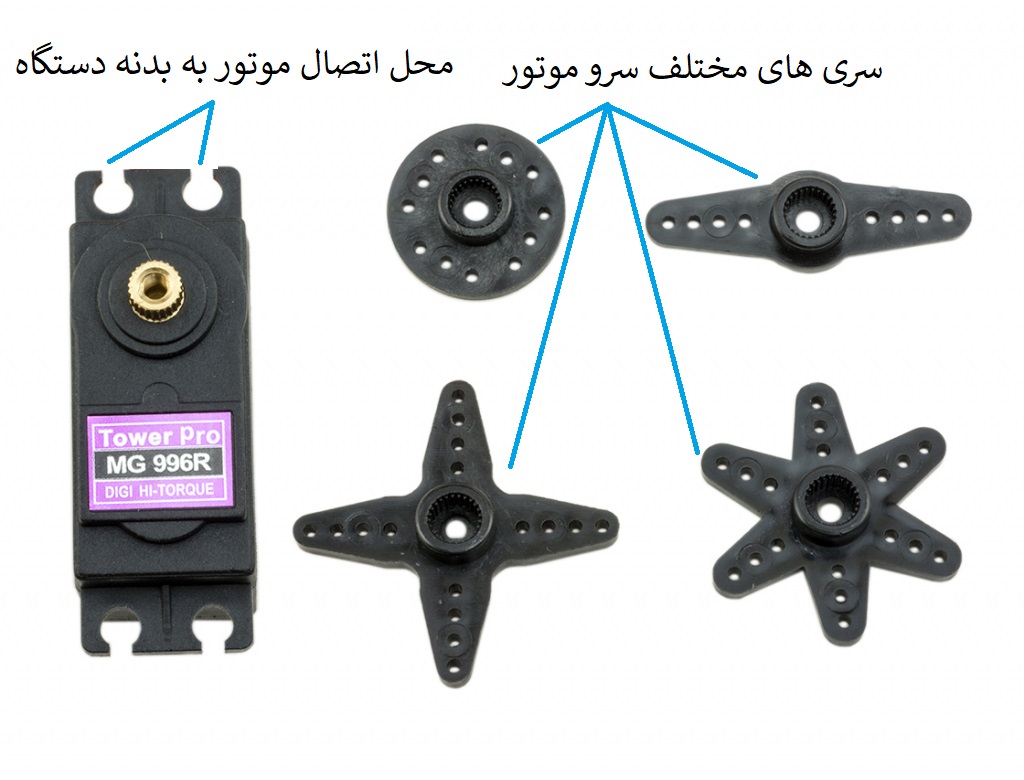 سری های مختلف سرو موتور
محل اتصال موتور به بدنه دستگاه
Tower Pro
MG 996R
DIGI HI-TORQUE